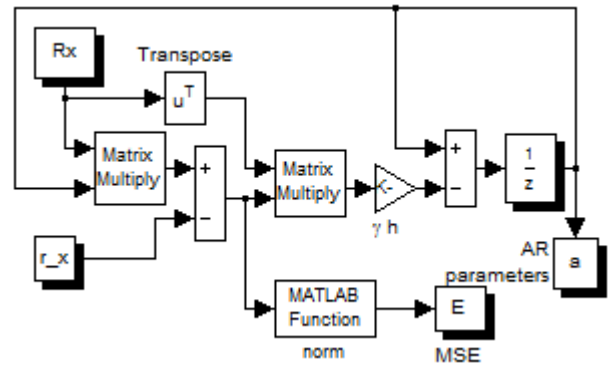 Rx
Transpose
u^T
Matrix
Multiply
+
−
Matrix
Multiply
K-
γ h
+
−
1
z
r_x
AR
parameters
a
MATLAB
Function
norm
E
MSE